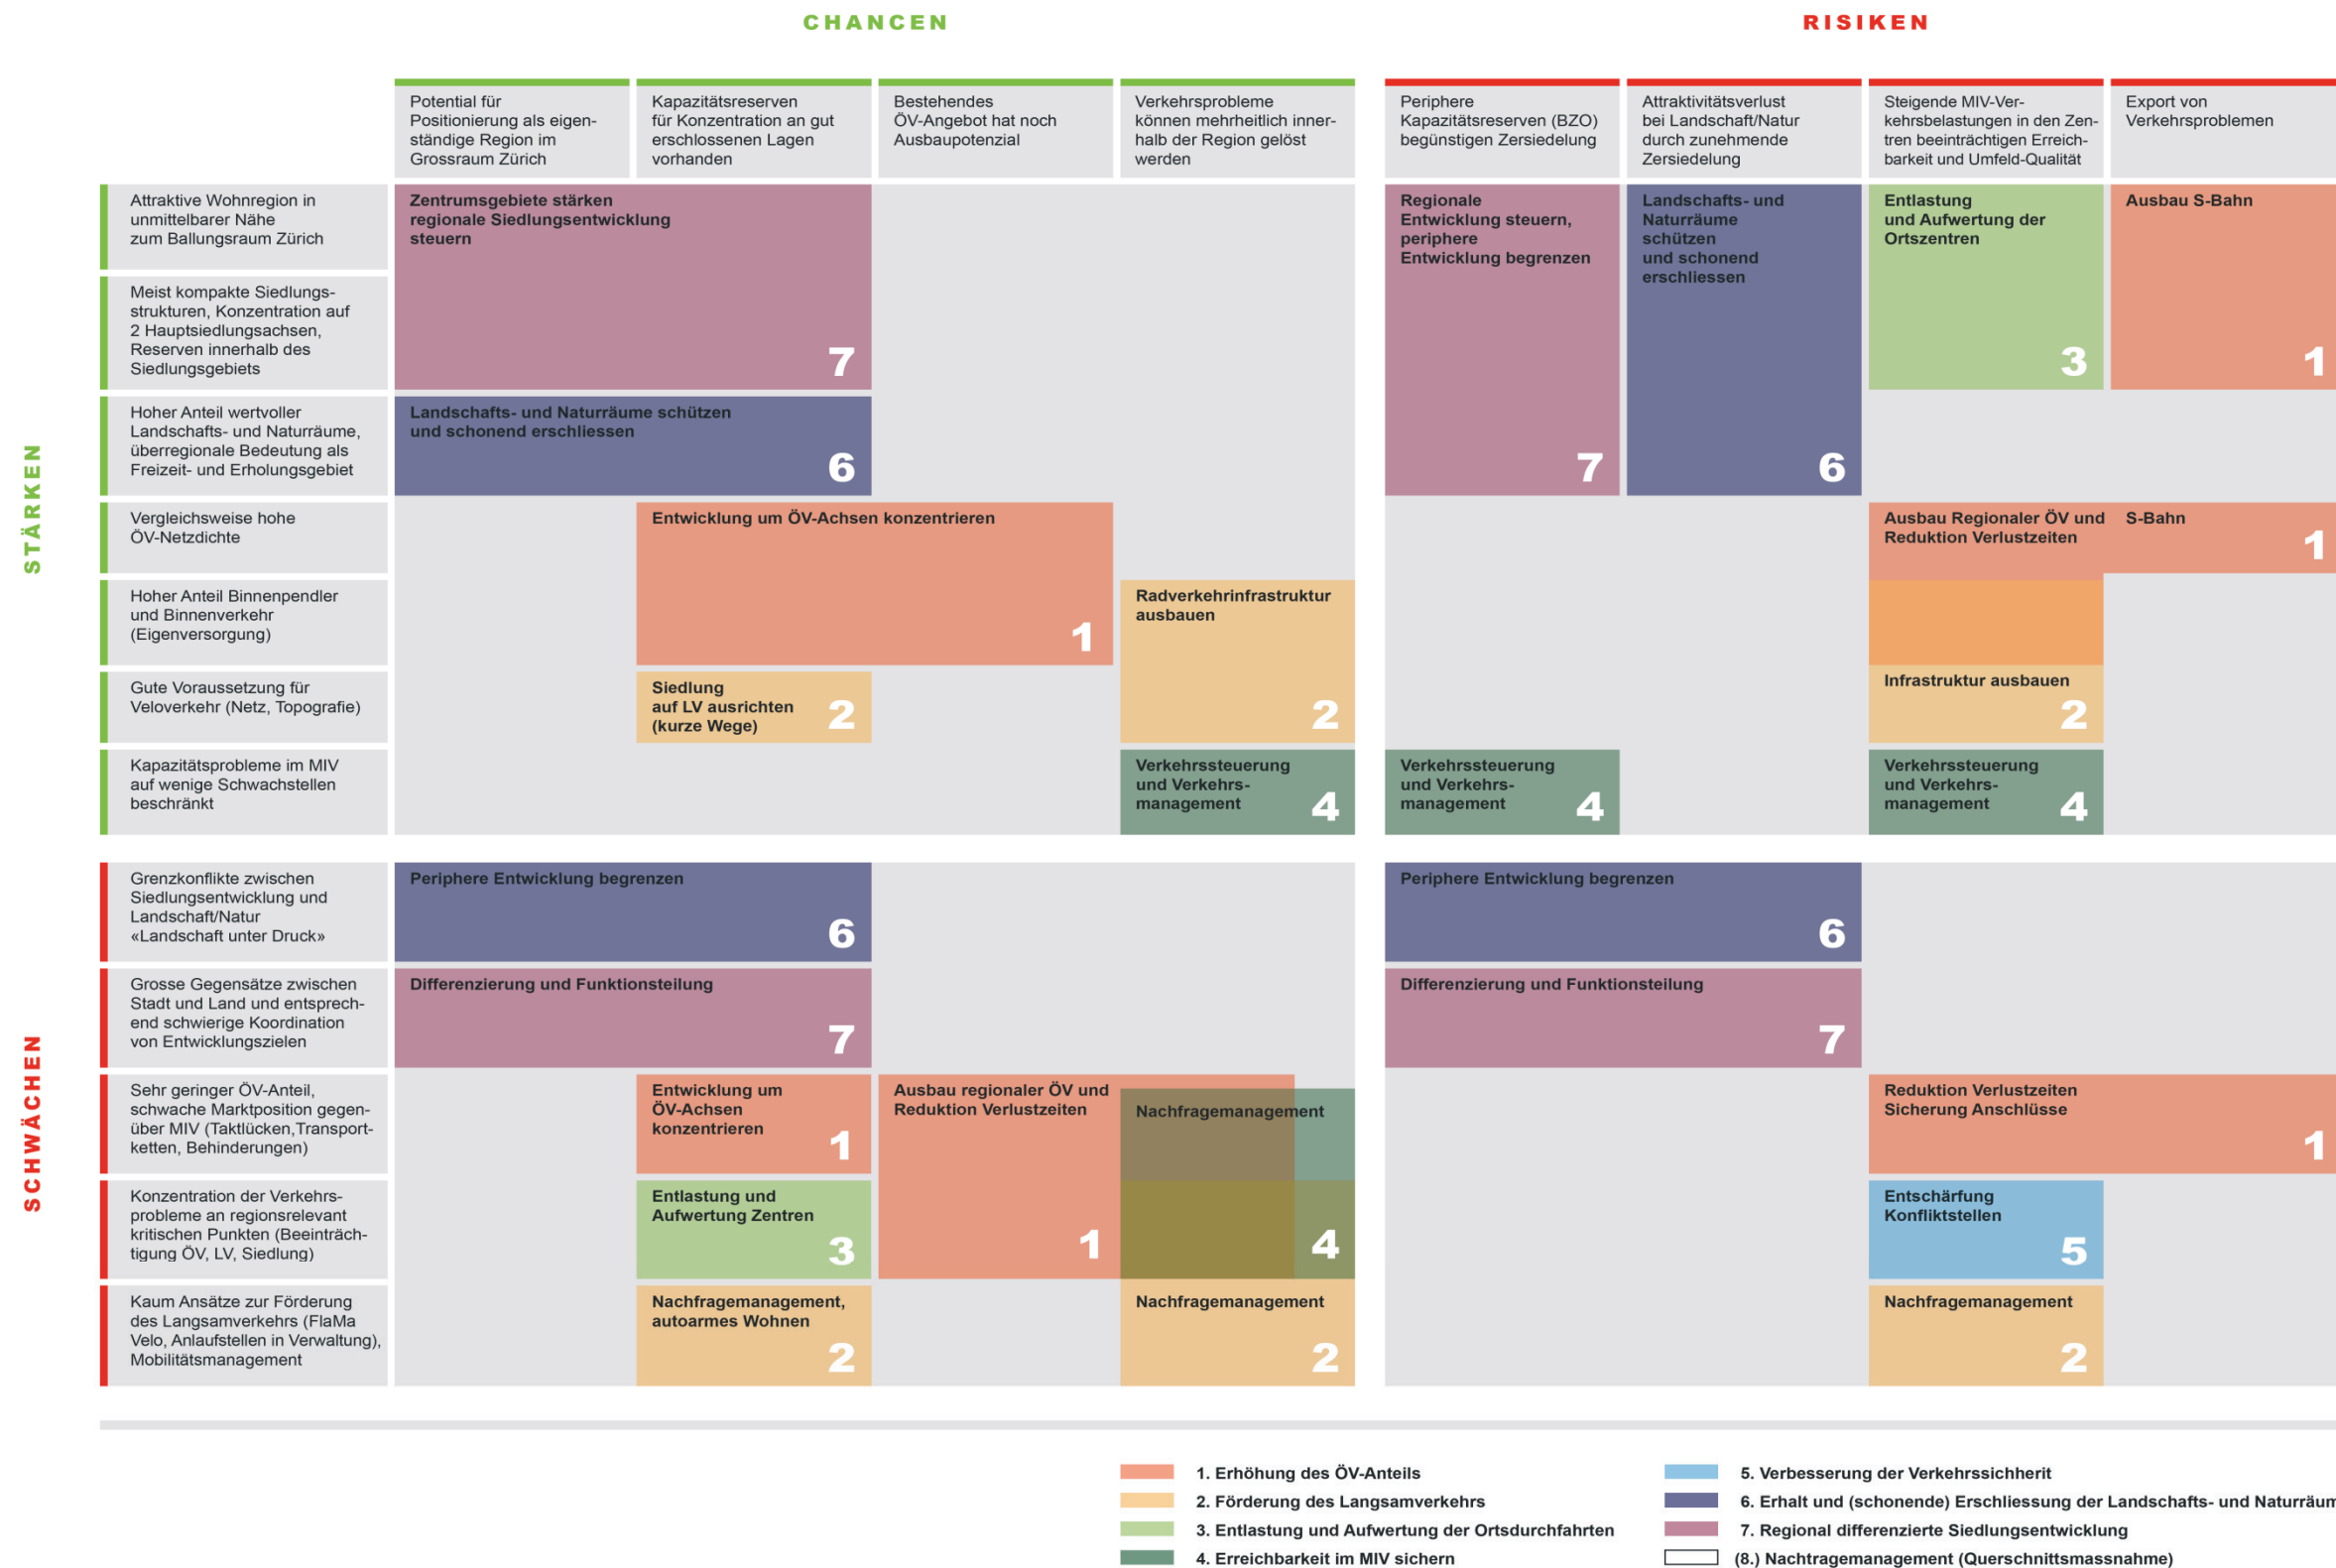 CHANCEN
RISIKEN
Potential für
Positionierung als eigen-
ständige Region im
Grossraum Zürich
Kapazitätsreserven
für Konzentration an gut
erschlossenen Lagen
vorhanden
Bestehendes
ÖV-Angebot hat noch
Ausbaupotenzial
Verkehrsprobleme
können mehrheitlich inner-
halb der Region gelöst
werden
Periphere
Kapazitätsreserven (BZO)
begünstigen Zersiedelung
Attraktivitätsverlust
bei Landschaft/Natur
durch zunehmende
Zersiedelung
Steigende MIV-Ver-
kehrsbelastungen in den Zen-
tren beeinträchtigen Erreich-
barkeit und Umfeld-Qualität
Export von
Verkehrsproblemen
STÄRKEN
Attraktive Wohnregion in
unmittelbarer Nähe
zum Ballungsraum Zürich
Zentrumsgebiete stärken
regionale Siedlungsentwicklung
steuern
7
Regionale
Entwicklung steuern,
periphere
Entwicklung begrenzen
7
Landschafts- und
Naturräume
schützen
und schonend
erschliessen
6
Entlastung
und Aufwertung der
Ortszentren
3
Ausbau S-Bahn
1
Meist kompakte Siedlungs-
strukturen, Konzentration auf
2 Hauptsiedlungsachsen,
Reserven innerhalb des
Siedlungsgebiets
Hoher Anteil wertvoller
Landschafts- und Naturräume,
überregionale Bedeutung als
Freizeit- und Erholungsgebiet
Landschafts- und Naturräume schützen
und schonend erschliessen
6
Vergleichsweise hohe
ÖV-Netzdichte
Entwicklung um ÖV-Achsen konzentrieren
1
Ausbau Regionaler ÖV und S-Bahn
Reduktion Verlustzeiten
1
Hoher Anteil Binnenpendler
und Binnenverkehr
(Eigenversorgung)
Radverkehrinfrastruktur
ausbauen
2
Gute Voraussetzung für
Veloverkehr (Netz, Topografie)
Siedlung
auf LV ausrichten
(kurze Wege)
2
Infrastruktur ausbauen
2
Kapazitätsprobleme im MIV
auf wenige Schwachstellen
beschränkt
Verkehrssteuerung
und Verkehrs-
management
4
Verkehrssteuerung
und Verkehrs-
management
4
Verkehrssteuerung
und Verkehrs-
management
4
SCHWÄCHEN
Grenzkonflikte zwischen
Siedlungsentwicklung und
Landschaft/Natur
«Landschaft unter Druck»
Periphere Entwicklung begrenzen
6
Periphere Entwicklung begrenzen
6
Grosse Gegensätze zwischen
Stadt und Land und entsprech-
end schwierige Koordination
von Entwicklungszielen
Differenzierung und Funktionsteilung
7
Differenzierung und Funktionsteilung
7
Sehr geringer ÖV-Anteil,
schwache Marktposition gegen-
über MIV (Taktlücken,Transport-
ketten, Behinderungen)
Entwicklung um
ÖV-Achsen
konzentrieren
1
Ausbau regionaler ÖV und
Reduktion Verlustzeiten
1
Nachfragemanagement
4
Reduktion Verlustzeiten
Sicherung Anschlüsse
1
Konzentration der Verkehrs-
probleme an regionsrelevant
kritischen Punkten (Beeinträch-
tigung ÖV, LV, Siedlung)
Entlastung und
Aufwertung Zentren
3
Entschärfung
Konfliktstellen
5
Kaum Ansätze zur Förderung
des Langsamverkehrs (FlaMa
Velo, Anlaufstellen in Verwaltung),
Mobilitätsmanagement
Nachfragemanagement,
autoarmes Wohnen
2
Nachfragemanagement
2
Nachfragemanagement
2
1. Erhöhung des ÖV-Anteils
2. Förderung des Langsamverkehrs
3. Entlastung und Aufwertung der Ortsdurchfahrten
4. Erreichbarkeit im MIV sichern
5. Verbesserung der Verkehrssichherit
6. Erhalt und (schonende) Erschliessung der Landschafts- und Naturräum
7. Regional differenzierte Siedlungsentwicklung
(8.) Nachtragemanagement (Querschnittsmassnahme)